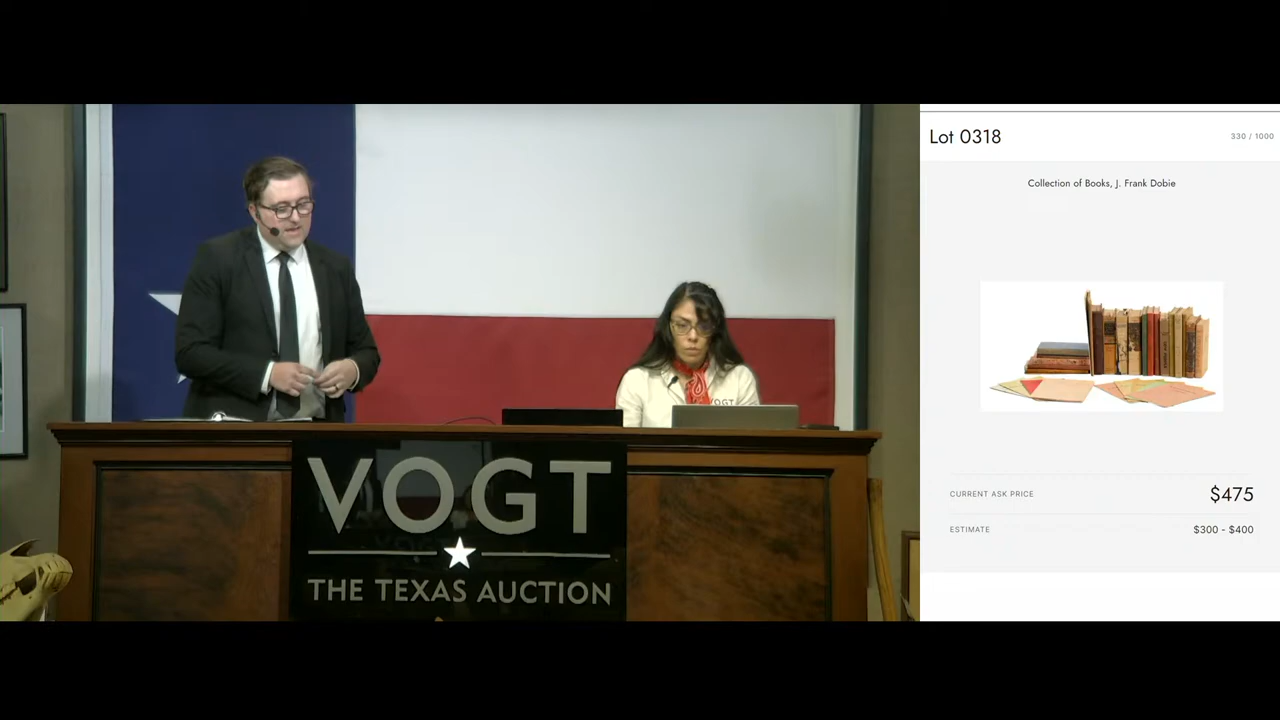 VOGT
VOGT
THE TEXAS AUCTION
Lot 0318
330 / 1000
Collection of Books, J. Frank Dobie
CURRENT ASK PRICE
$475
ESTIMATE
$300 - $400